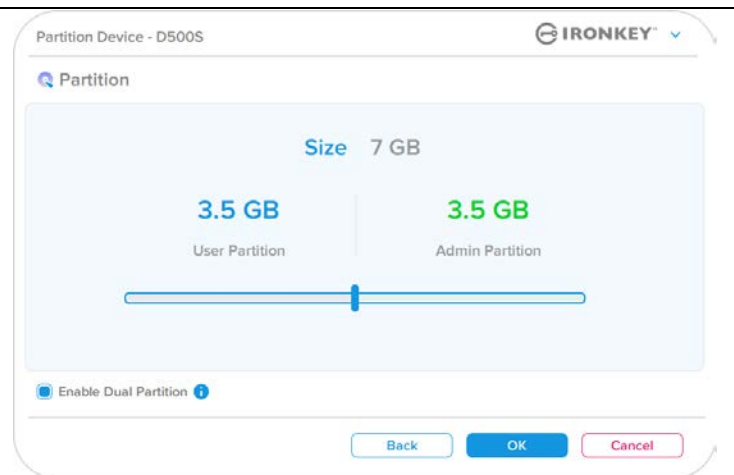 Partition Device - D500S
IRONKEY™
Partition
Size 7 GB
3.5 GB 3.5 GB
User Partition Admin Partition
Enable Dual Partition i
Back OK Cancel